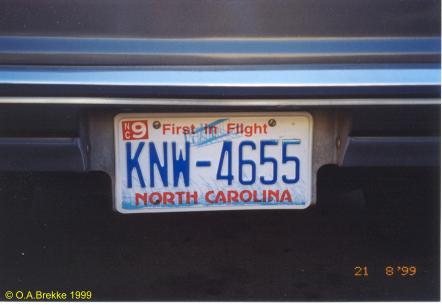 NC 9 First in Flight
KNW-4655
NORTH CAROLINA
21 8 '99
© O.A.Brekke 1999